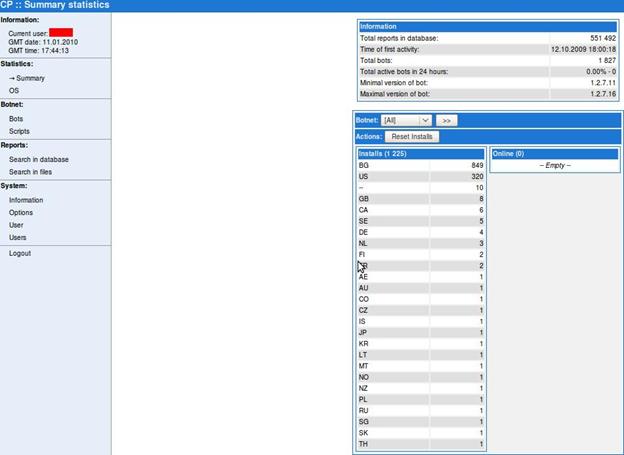 CP :: Summary statistics
Information:
Current user:
GMT date: 11.01.2010
GMT time: 17:44:13
Statistics:
→ Summary
OS
Botnet:
Bots
Scripts
Reports:
Search in database
Search in files
System:
Information
Options
User
Users
Logout
Information
Total reports in database: 551 492
Time of first activity: 12.10.2009 18:00:18
Total bots: 1 827
Total active bots in 24 hours: 0.00% - 0
Minimal version of bot: 1.2.7.11
Maximal version of bot: 1.2.7.16
Botnet: [All] >>
Actions: Reset Installs
Installs (1 225)
BG 849
US 320
-- 10
GB 8
CA 6
SE 5
DE 4
NL 3
FI 2
2
AE 1
AU 1
CO 1
CZ 1
IS 1
JP 1
KR 1
LT 1
MT 1
NO 1
NZ 1
PL 1
RU 1
SG 1
SK 1
TH 1
Online (0)
-- Empty --